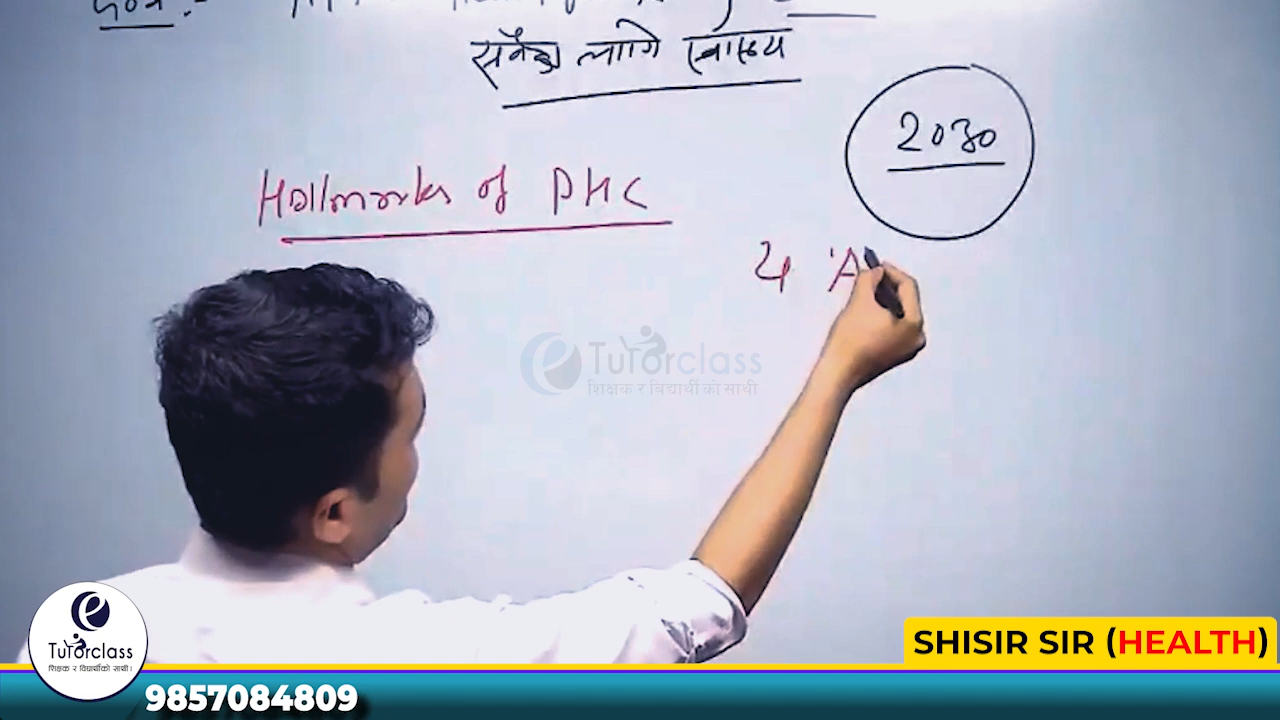 सबैका लागि स्वास्थ्य
2030
Hallmarks of PHC
4 'A
Tutorclass
शिक्षक र विद्यार्थी को साथी
Tutorclass
शिक्षक र विद्यार्थीको साथी।
SHISIR SIR (HEALTH)
9857084809